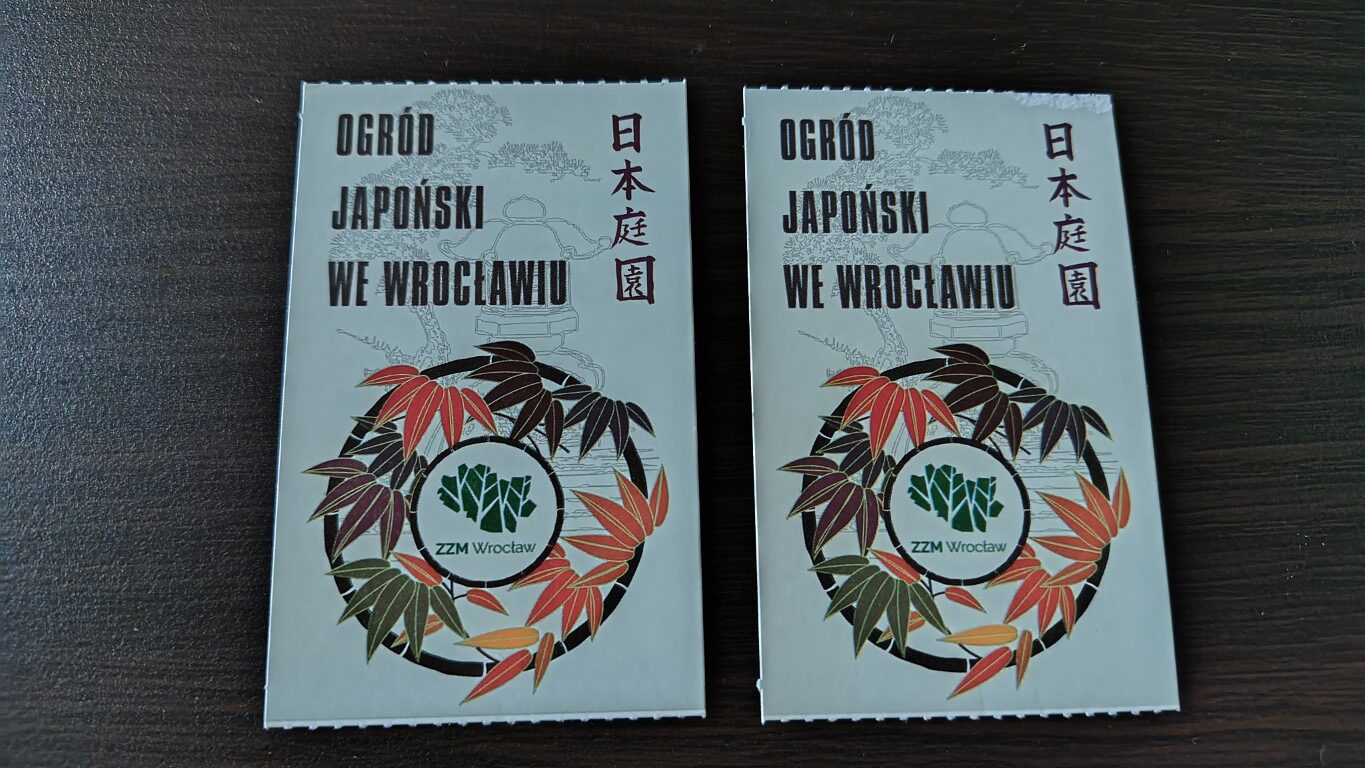 OGRÓD
JAPOŃSKI
WE WROCŁAWIU
日本庭園
ZZM Wrocław
OGRÓD
JAPOŃSKI
WE WROCŁAWIU
日本庭園
ZZM Wrocław